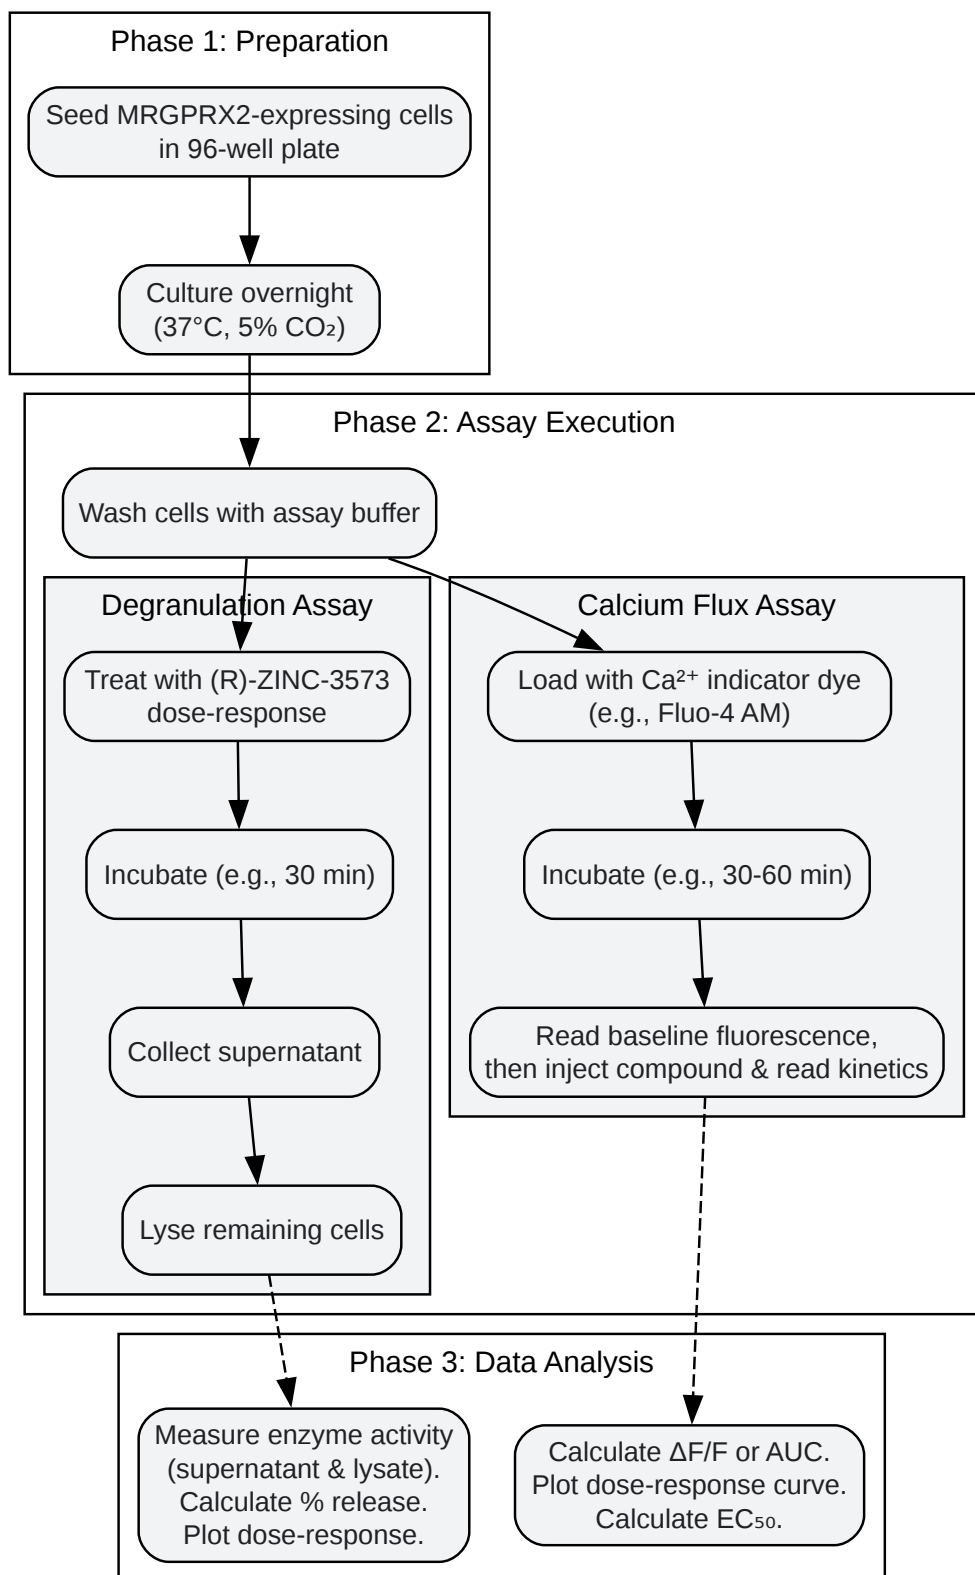 Phase 1: Preparation
Seed MRGPRX2-expressing cells
in 96-well plate
Culture overnight
(37°C, 5% CO₂)
Phase 2: Assay Execution
Wash cells with assay buffer
Degranulation Assay
Treat with (R)-ZINC-3573
dose-response
Incubate (e.g., 30 min)
Collect supernatant
Lyse remaining cells
Calcium Flux Assay
Load with Ca²⁺ indicator dye
(e.g., Fluo-4 AM)
Incubate (e.g., 30-60 min)
Read baseline fluorescence,
then inject compound & read kinetics
Phase 3: Data Analysis
Measure enzyme activity
(supernatant & lysate).
Calculate % release.
Plot dose-response.
Calculate ΔF/F or AUC.
Plot dose-response curve.
Calculate EC₅₀.